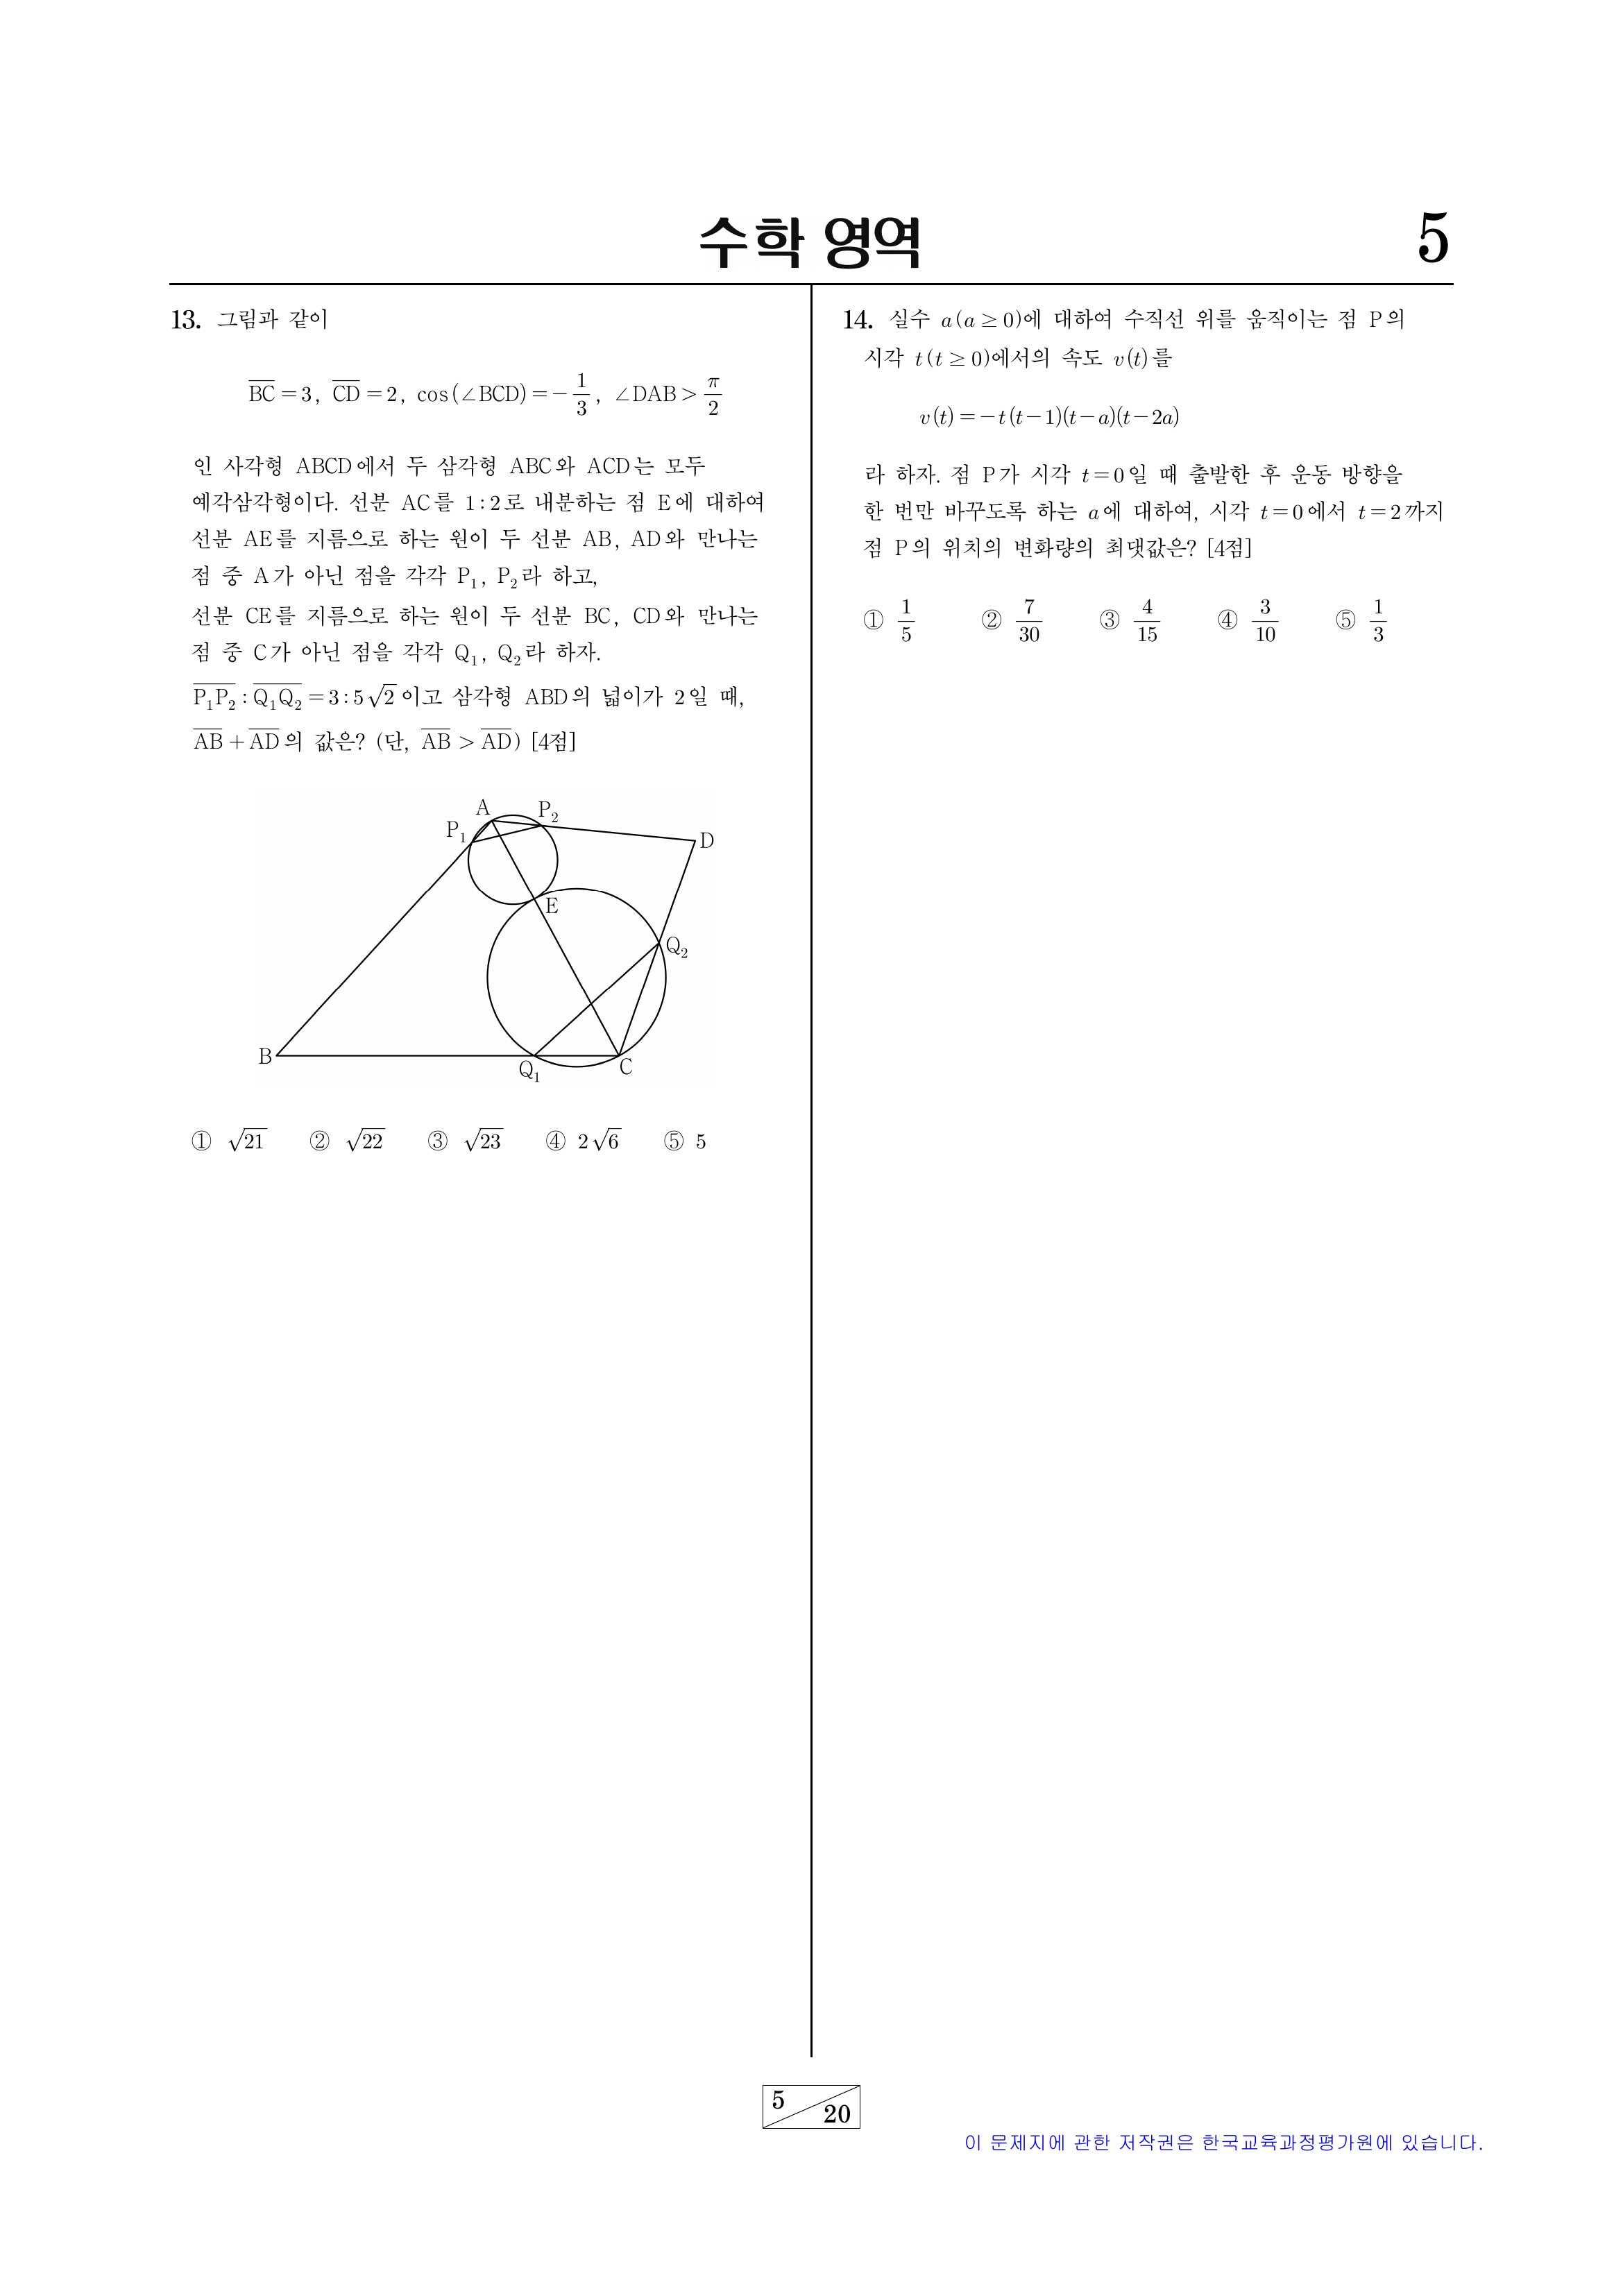 수학 영역
5
13. 그림과 같이
$\overline{BC}=3$, $\overline{CD}=2$, $\cos(\angle BCD)=-\frac{1}{3}$, $\angle DAB>\frac{\pi}{2}$
인 사각형 ABCD에서 두 삼각형 ABC와 ACD는 모두
예각삼각형이다. 선분 AC를 1:2로 내분하는 점 E에 대하여
선분 AE를 지름으로 하는 원이 두 선분 AB, AD와 만나는
점 중 A가 아닌 점을 각각 P₁, P₂라 하고,
선분 CE를 지름으로 하는 원이 두 선분 BC, CD와 만나는
점 중 C가 아닌 점을 각각 Q₁, Q₂라 하자.
$\overline{P_1P_2}:\overline{Q_1Q_2}=3:5\sqrt{2}$이고 삼각형 ABD의 넓이가 2일 때,
$\overline{AB}+\overline{AD}$의 값은? (단, $\overline{AB}>\overline{AD}$) [4점]
A
P₂
P₁
D
E
Q₂
B
Q₁
C
① $\sqrt{21}$ ② $\sqrt{22}$ ③ $\sqrt{23}$ ④ $2\sqrt{6}$ ⑤ 5
14. 실수 a(a≥0)에 대하여 수직선 위를 움직이는 점 P의
시각 t(t≥0)에서의 속도 v(t)를
v(t)=-t(t-1)(t-a)(t-2a)
라 하자. 점 P가 시각 t=0일 때 출발한 후 운동 방향을
한 번만 바꾸도록 하는 a에 대하여, 시각 t=0에서 t=2까지
점 P의 위치의 변화량의 최댓값은? [4점]
① $\frac{1}{5}$ ② $\frac{7}{30}$ ③ $\frac{4}{15}$ ④ $\frac{3}{10}$ ⑤ $\frac{1}{3}$
5
20
이 문제지에 관한 저작권은 한국교육과정평가원에 있습니다.